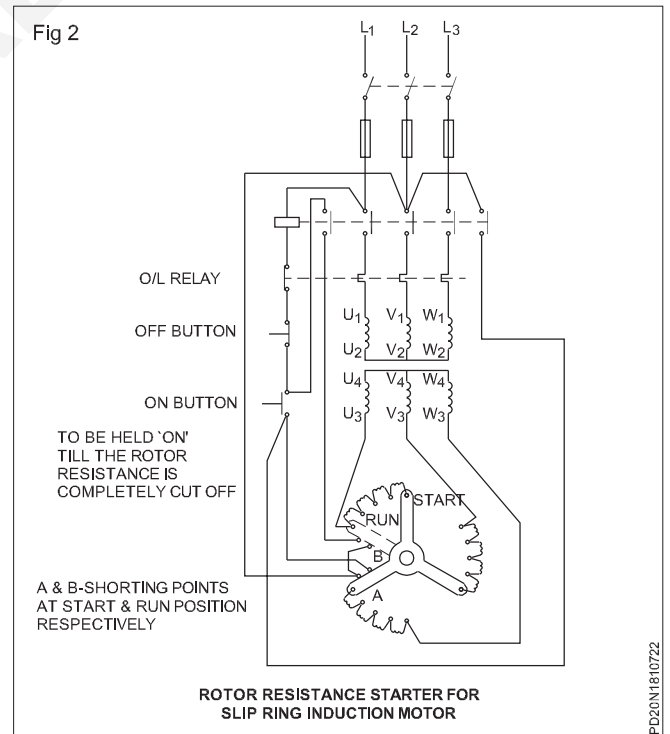 Fig 2
L1 L2 L3
O/L RELAY
OFF BUTTON
ON BUTTON
TO BE HELD `ON'
TILL THE ROTOR
RESISTANCE IS
COMPLETELY CUT OFF
U1 V1 W1
U2 V2 W2
U4 V4 W4
U3 V3 W3
START
RUN
B
A
A & B-SHORTING POINTS
AT START & RUN POSITION
RESPECTIVELY
ROTOR RESISTANCE STARTER FOR
SLIP RING INDUCTION MOTOR
PD20N1810722